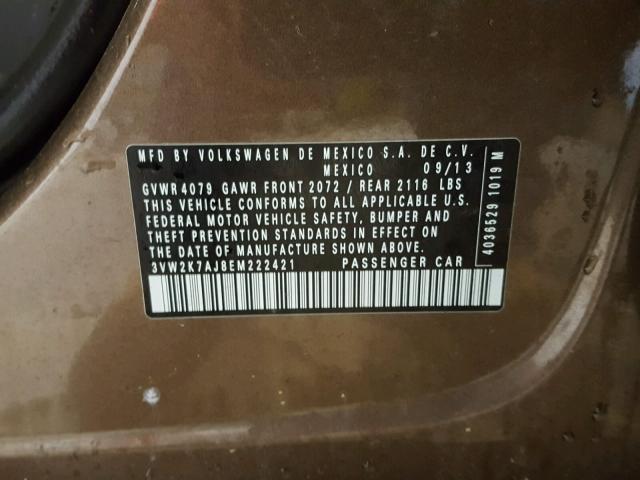 MFD BY VOLKSWAGEN DE MEXICO S.A. DE C.V.
MEXICO 09/13
GVWR 4079 GAWR FRONT 2072 / REAR 2116 LBS
THIS VEHICLE CONFORMS TO ALL APPLICABLE U.S.
FEDERAL MOTOR VEHICLE SAFETY, BUMPER AND
THEFT PREVENTION STANDARDS IN EFFECT ON
THE DATE OF MANUFACTURE SHOWN ABOVE.
3VW2K7AJ8EM222421 PASSENGER CAR
4036529 1019 M